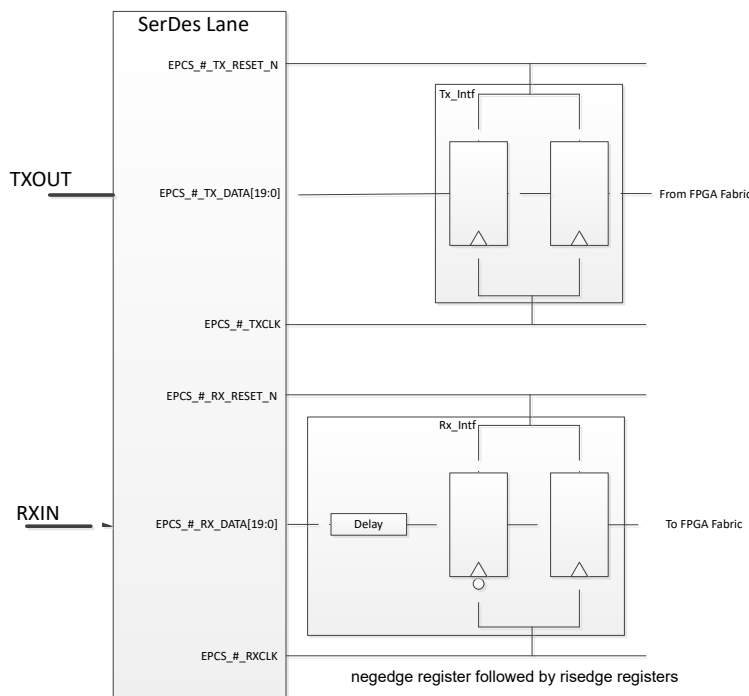 SerDes Lane
EPCS_#_TX_RESET_N
Tx_Intf
TXOUT
EPCS_#_TX_DATA[19:0]
From FPGA Fabric
EPCS_#_TXCLK
EPCS_#_RX_RESET_N
Rx_Intf
RXIN
EPCS_#_RX_DATA[19:0]
Delay
To FPGA Fabric
EPCS_#_RXCLK
negedge register followed by risedge registers